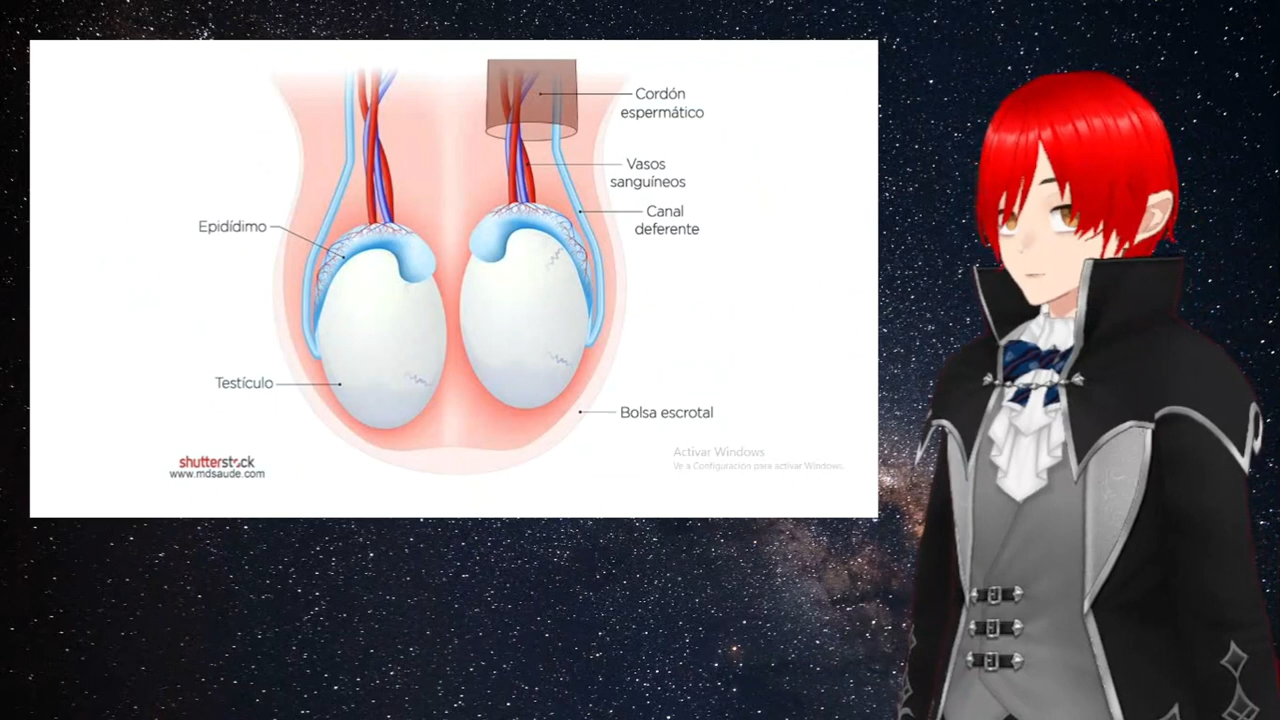 Cordón
espermático
Vasos
sanguíneos
Canal
deferente
Epidídimo
Testículo
Bolsa escrotal
shutterstock
www.mdsaude.com
Activar Windows
Ve a Configuración para activar Windows.